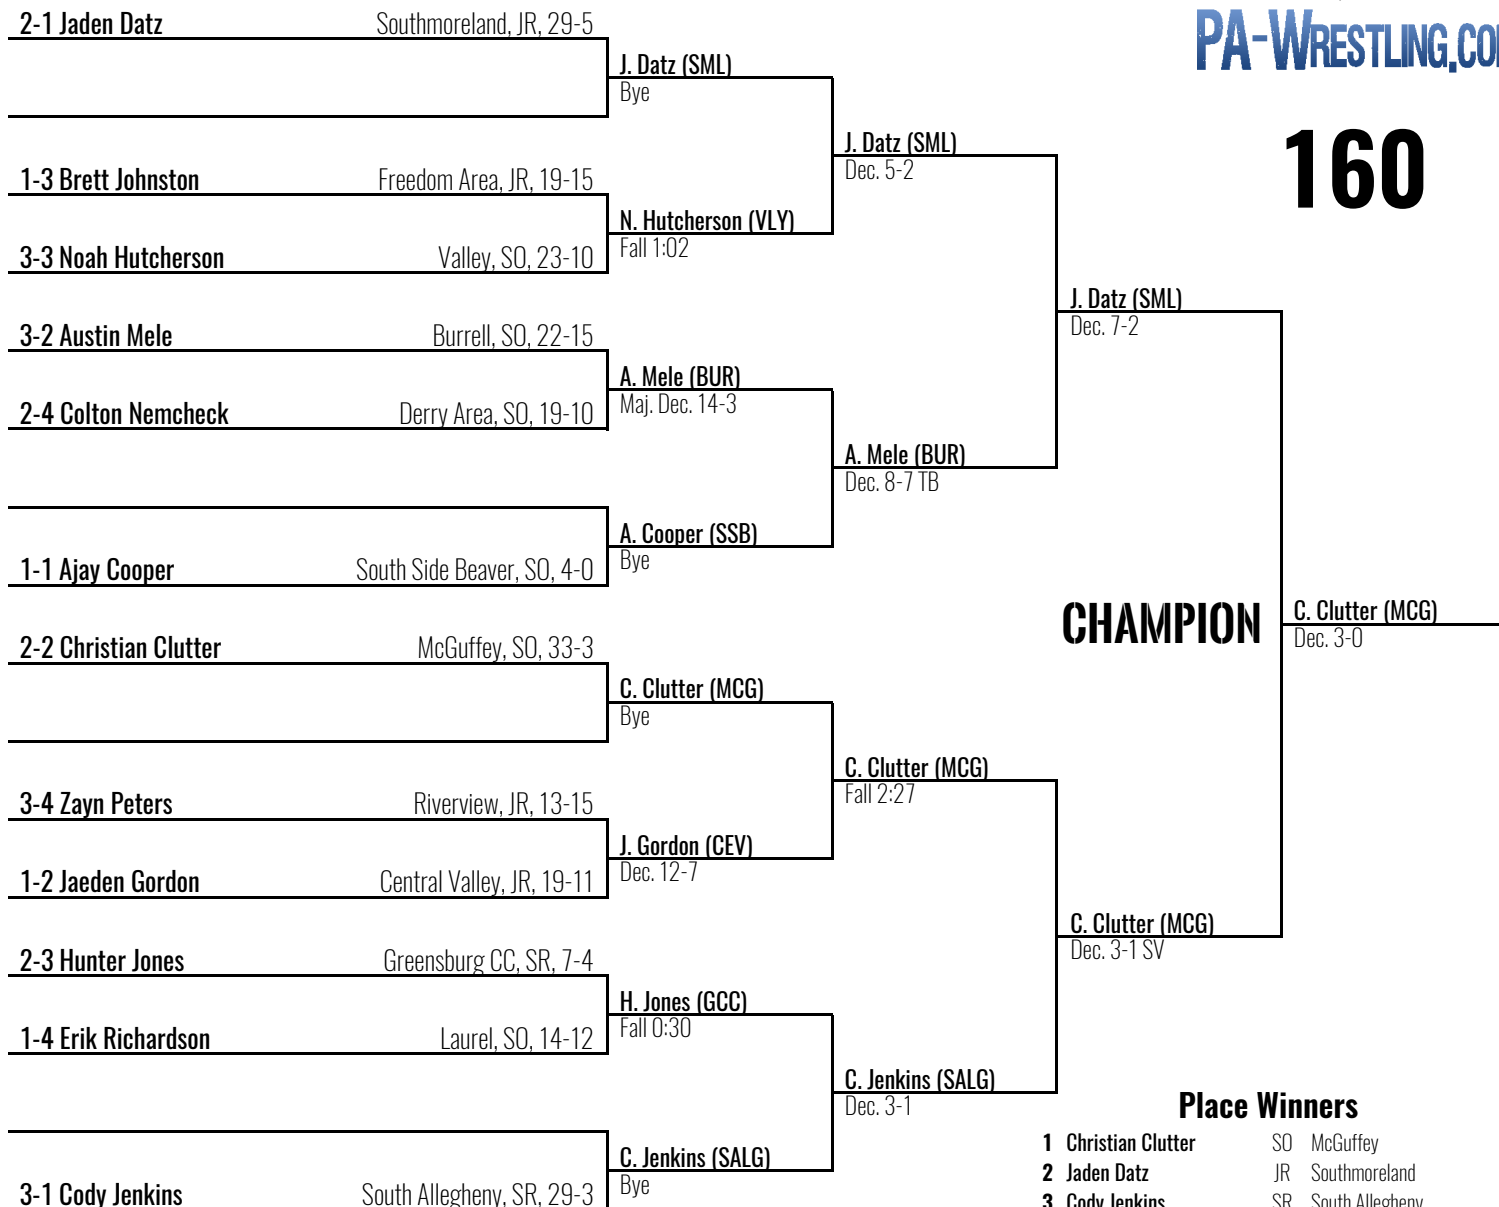 2-1 Jaden Datz Southmoreland, JR, 29-5
PA-WRESTLING.CO
J. Datz (SML)
Bye
160
J. Datz (SML)
Dec. 5-2
1-3 Brett Johnston Freedom Area, JR, 19-15
N. Hutcherson (VLY)
Fall 1:02
3-3 Noah Hutcherson Valley, SO, 23-10
J. Datz (SML)
Dec. 7-2
3-2 Austin Mele Burrell, SO, 22-15
A. Mele (BUR)
Maj. Dec. 14-3
2-4 Colton Nemcheck Derry Area, SO, 19-10
A. Mele (BUR)
Dec. 8-7 TB
A. Cooper (SSB)
Bye
1-1 Ajay Cooper South Side Beaver, SO, 4-0
CHAMPION
C. Clutter (MCG)
Dec. 3-0
2-2 Christian Clutter McGuffey, SO, 33-3
C. Clutter (MCG)
Bye
C. Clutter (MCG)
Fall 2:27
3-4 Zayn Peters Riverview, JR, 13-15
J. Gordon (CEV)
Dec. 12-7
1-2 Jaeden Gordon Central Valley, JR, 19-11
C. Clutter (MCG)
Dec. 3-1 SV
2-3 Hunter Jones Greensburg CC, SR, 7-4
H. Jones (GCC)
Fall 0:30
1-4 Erik Richardson Laurel, SO, 14-12
C. Jenkins (SALG)
Dec. 3-1
C. Jenkins (SALG)
Bye
3-1 Cody Jenkins South Allegheny, SR, 29-3
Place Winners
1 Christian Clutter SO McGuffey
2 Jaden Datz JR Southmoreland
3 Cody Jenkins SR South Allegheny